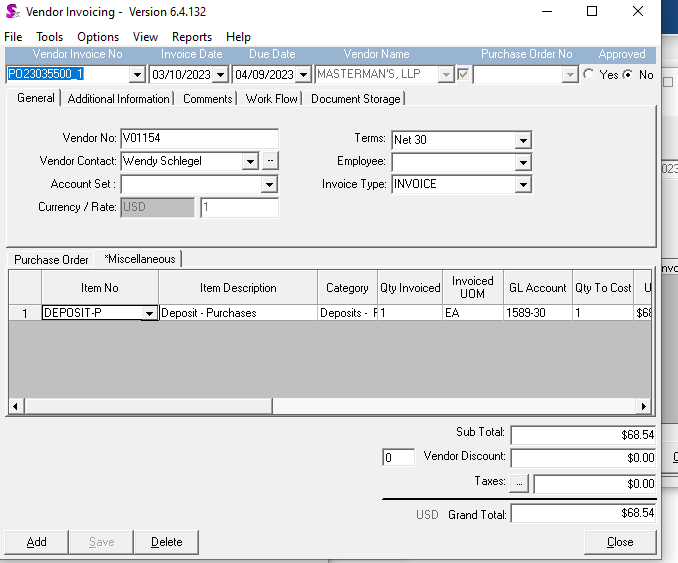 Vendor Invoicing - Version 6.4.132
File Tools Options View Reports Help
Vendor Invoice No Invoice Date Due Date Vendor Name Purchase Order No Approved
PO23035500_1 03/10/2023 04/09/2023 MASTERMAN'S, LLP Yes No
General Additional Information Comments Work Flow Document Storage
Vendor No: V01154 Terms: Net 30
Vendor Contact: Wendy Schlegel -- Employee:
Account Set : Invoice Type: INVOICE
Currency / Rate: USD 1
Purchase Order *Miscellaneous
Item No Item Description Category Qty Invoiced Invoiced UOM GL Account Qty To Cost U
1 DEPOSIT-P Deposit - Purchases Deposits - 1 EA 1589-30 1 $68
Sub Total: $68.54
0 Vendor Discount: $0.00
Taxes: ... $0.00
USD Grand Total: $68.54
Add Save Delete Close